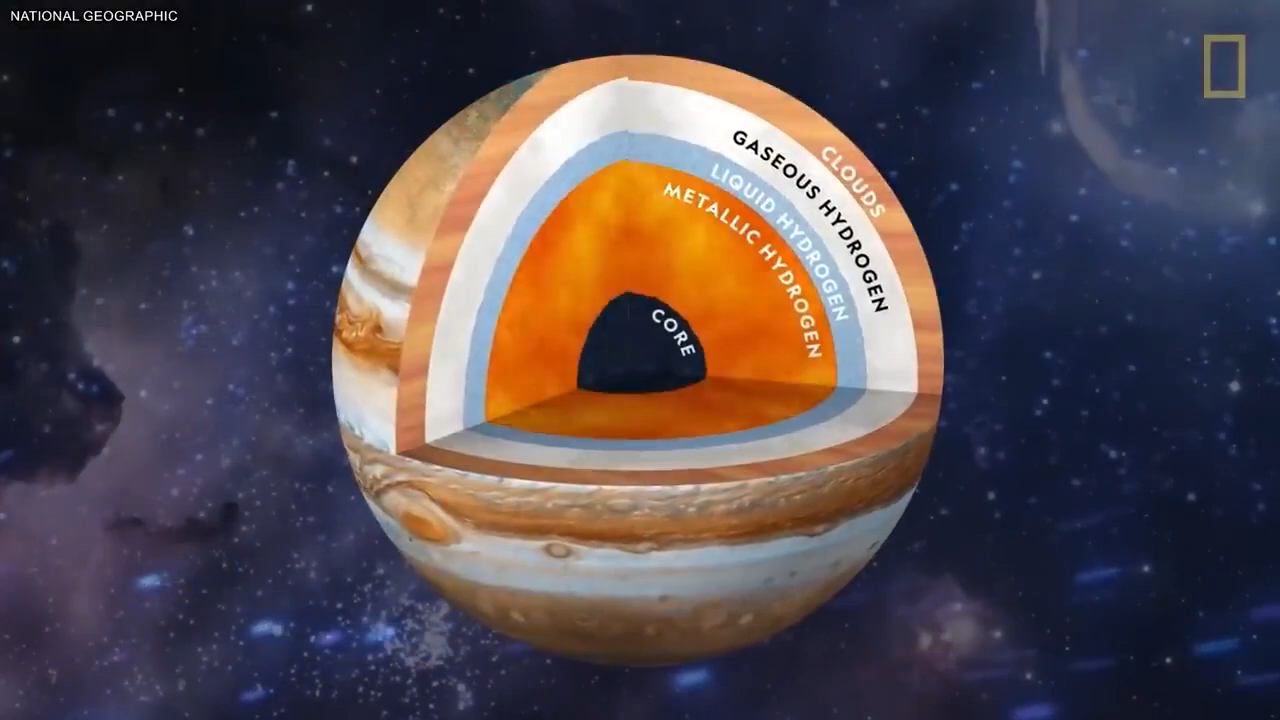 NATIONAL GEOGRAPHIC
CLOUDS
GASEOUS HYDROGEN
LIQUID HYDROGEN
METALLIC HYDROGEN
CORE